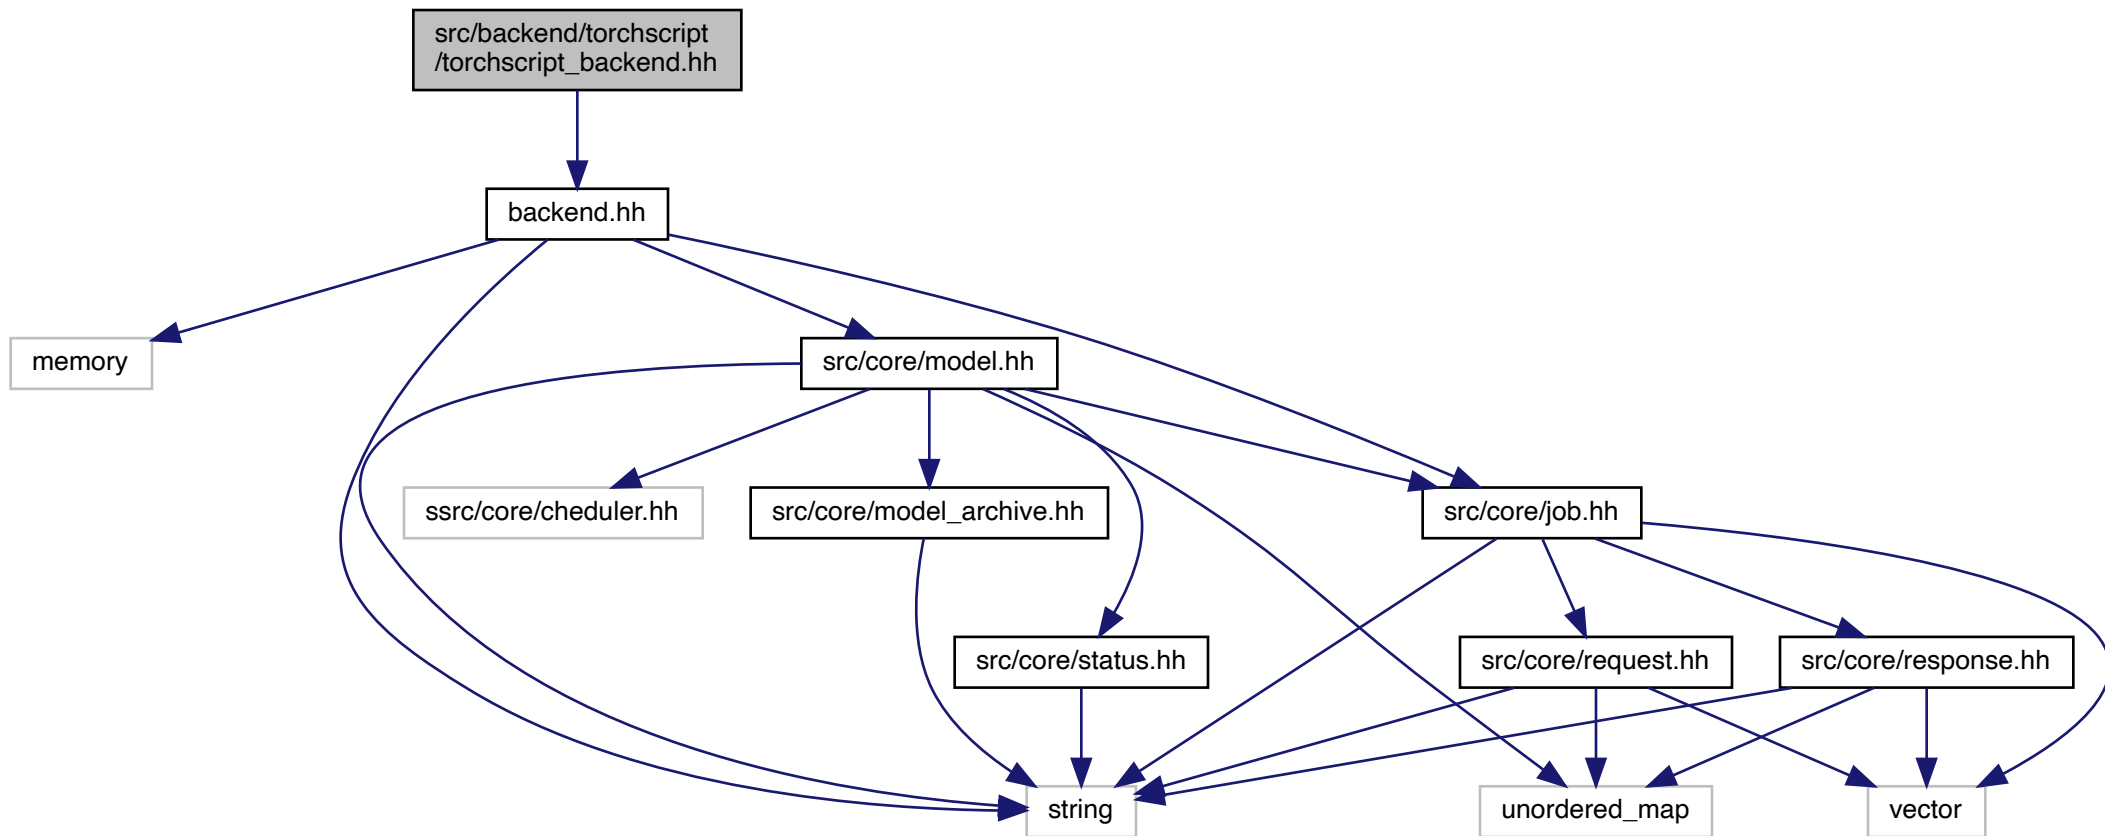 src/backend/torchscript
/torchscript_backend.hh
backend.hh
memory
src/core/model.hh
ssrc/core/cheduler.hh
src/core/model_archive.hh
src/core/job.hh
src/core/status.hh
src/core/request.hh
src/core/response.hh
string
unordered_map
vector